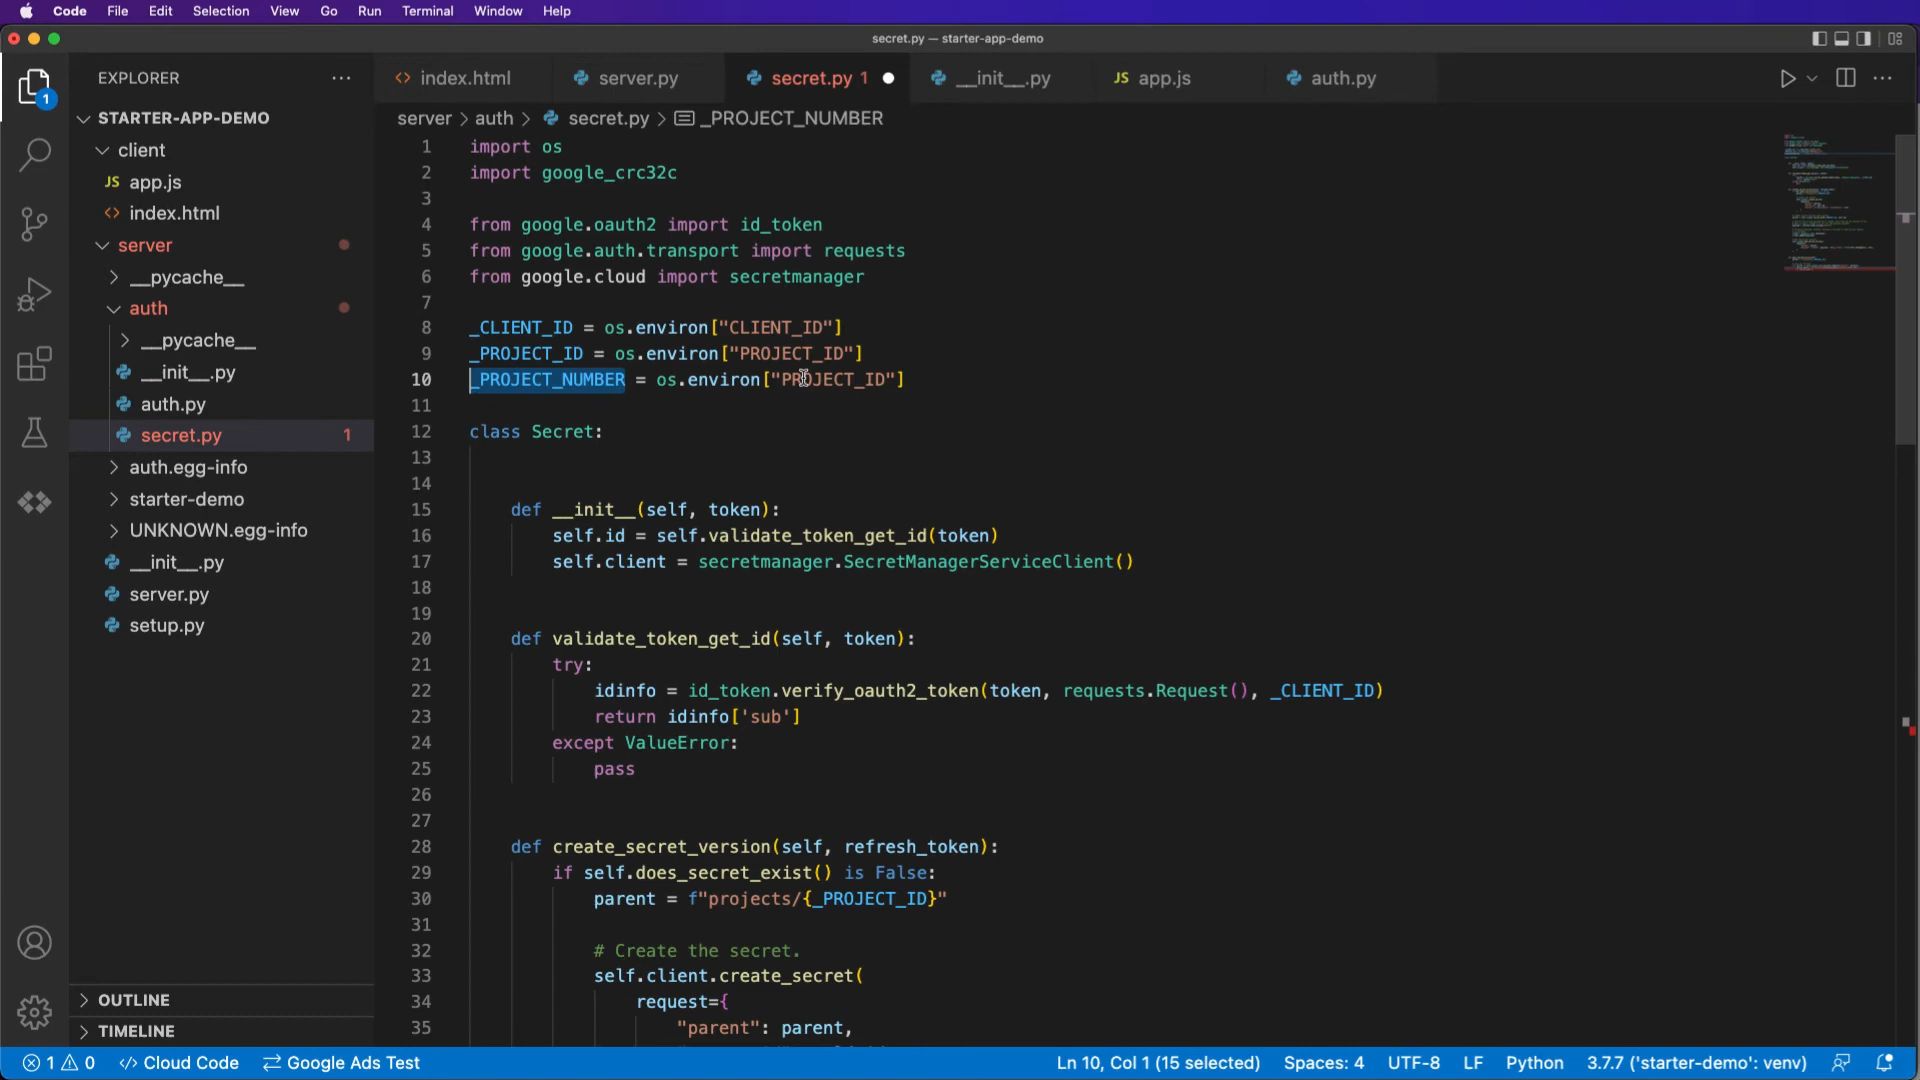 Code File Edit Selection View Go Run Terminal Window Help
secret.py — starter-app-demo
EXPLORER
index.html
server.py
secret.py 1
__init__.py
JS app.js
auth.py
1
STARTER-APP-DEMO
client
JS app.js
index.html
server
__pycache__
auth
__pycache__
__init__.py
auth.py
secret.py 1
auth.egg-info
starter-demo
UNKNOWN.egg-info
__init__.py
server.py
setup.py
OUTLINE
TIMELINE
server > auth > secret.py > _PROJECT_NUMBER
1 import os
2 import google_crc32c
3
4 from google.oauth2 import id_token
5 from google.auth.transport import requests
6 from google.cloud import secretmanager
7
8 _CLIENT_ID = os.environ["CLIENT_ID"]
9 _PROJECT_ID = os.environ["PROJECT_ID"]
10 _PROJECT_NUMBER = os.environ["PROJECT_ID"]
11
12 class Secret:
13
14
15 def __init__(self, token):
16 self.id = self.validate_token_get_id(token)
17 self.client = secretmanager.SecretManagerServiceClient()
18
19
20 def validate_token_get_id(self, token):
21 try:
22 idinfo = id_token.verify_oauth2_token(token, requests.Request(), _CLIENT_ID)
23 return idinfo['sub']
24 except ValueError:
25 pass
26
27
28 def create_secret_version(self, refresh_token):
29 if self.does_secret_exist() is False:
30 parent = f"projects/{_PROJECT_ID}"
31
32 # Create the secret.
33 self.client.create_secret(
34 request={
35 "parent": parent,
1 0 Cloud Code Google Ads Test Ln 10, Col 1 (15 selected) Spaces: 4 UTF-8 LF Python 3.7.7 ('starter-demo': venv)